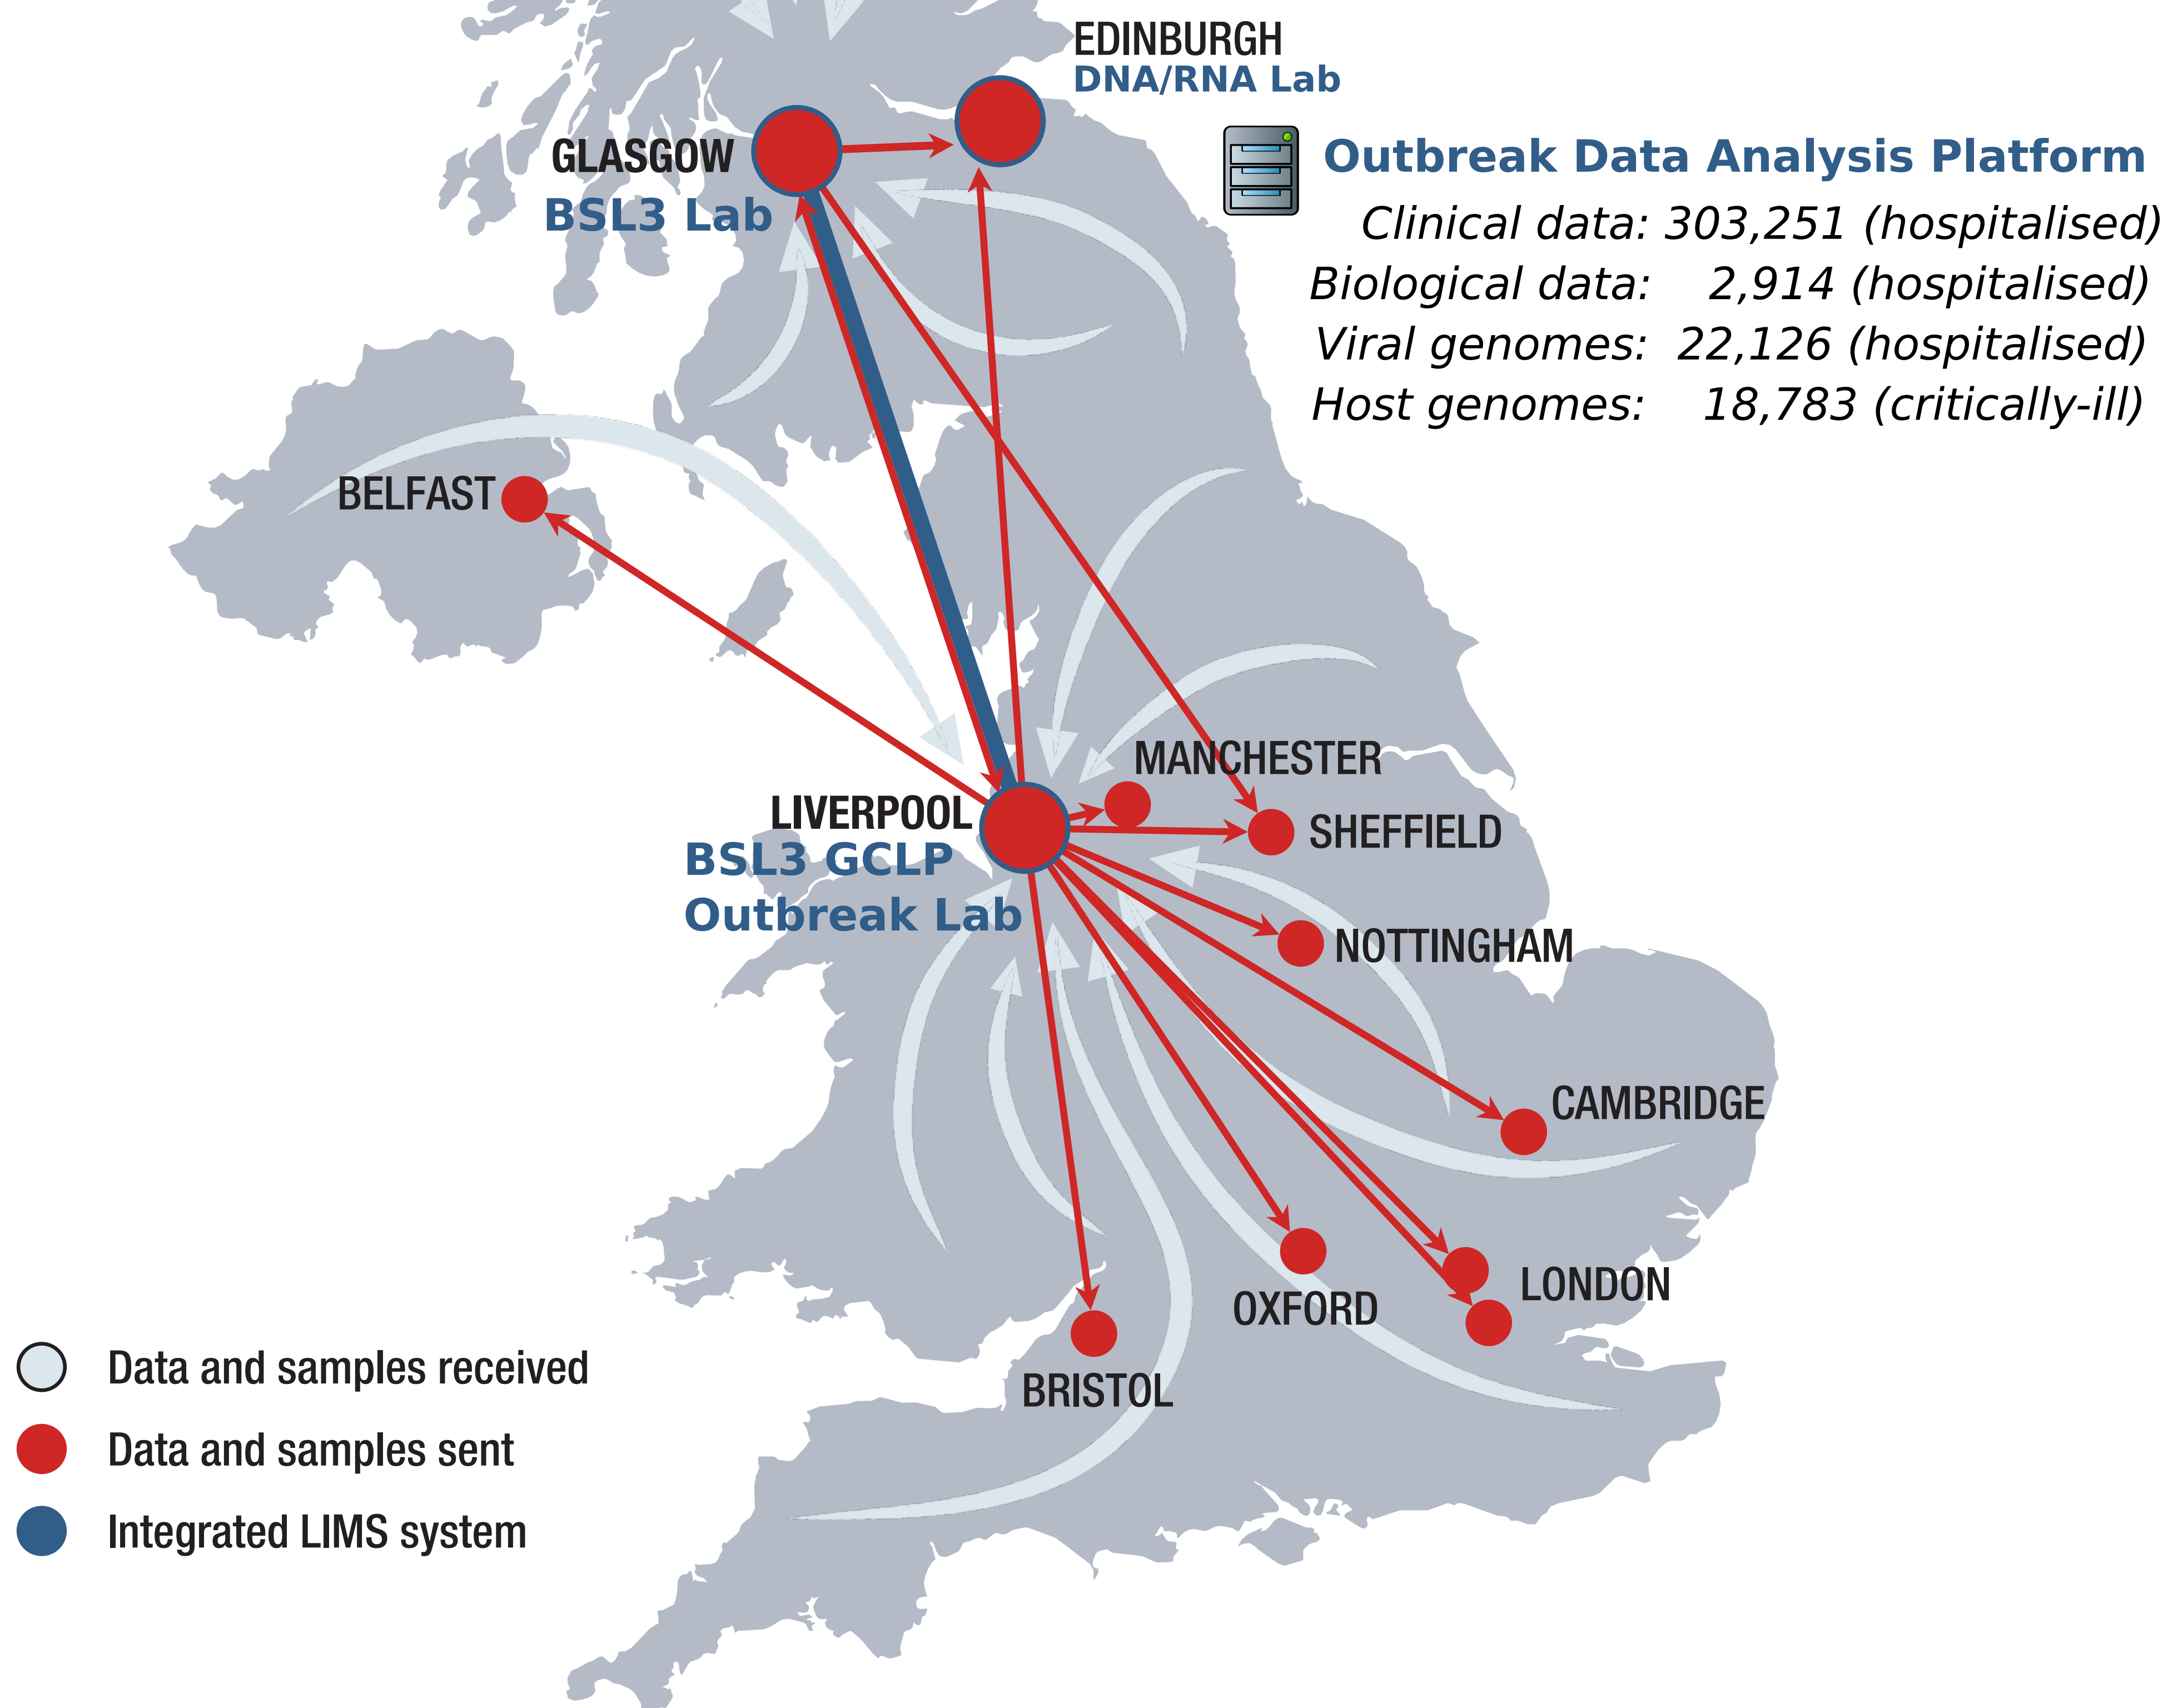 EDINBURGH
DNA/RNA Lab
GLASGOW
BSL3 Lab
Outbreak Data Analysis Platform
Clinical data: 303,251 (hospitalised)
Biological data: 2,914 (hospitalised)
Viral genomes: 22,126 (hospitalised)
Host genomes: 18,783 (critically-ill)
BELFAST
MANCHESTER
LIVERPOOL
BSL3 GCLP
Outbreak Lab
SHEFFIELD
NOTTINGHAM
CAMBRIDGE
LONDON
OXFORD
BRISTOL
Data and samples received
Data and samples sent
Integrated LIMS system